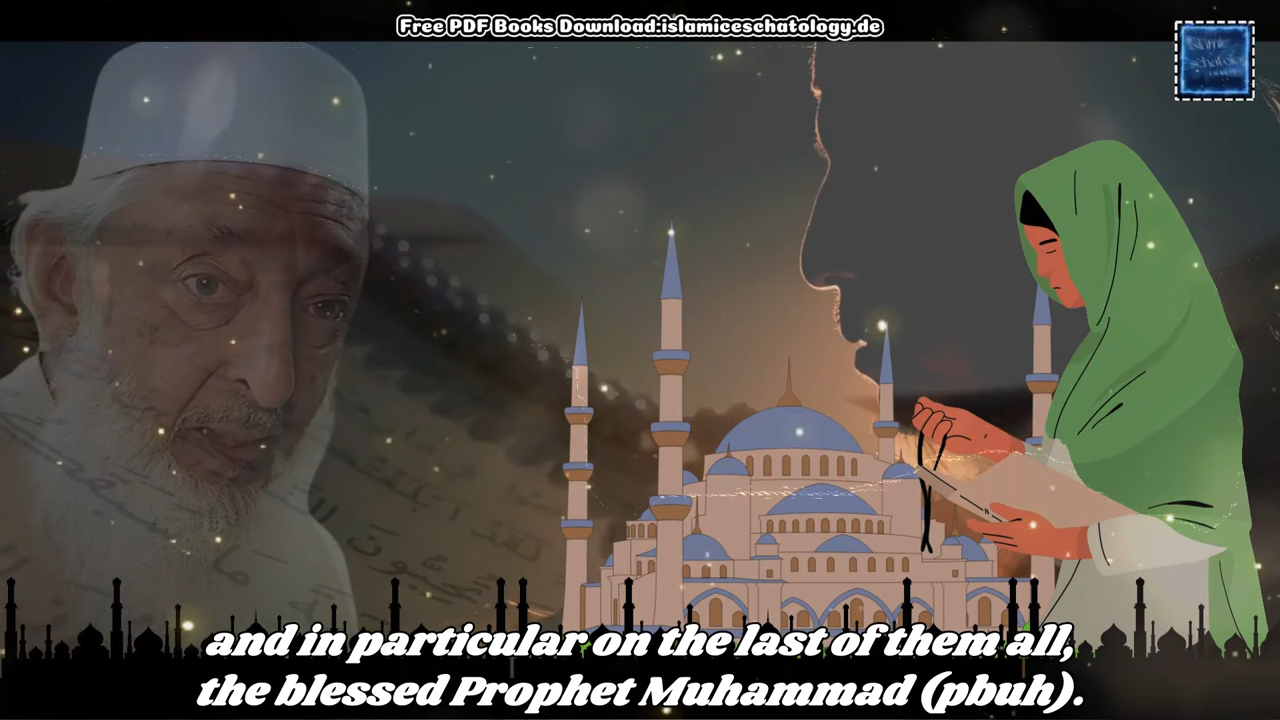 Free PDF Books Download:islamiceschatology.de
and in particular on the last of them all,
the blessed Prophet Muhammad (pbuh).